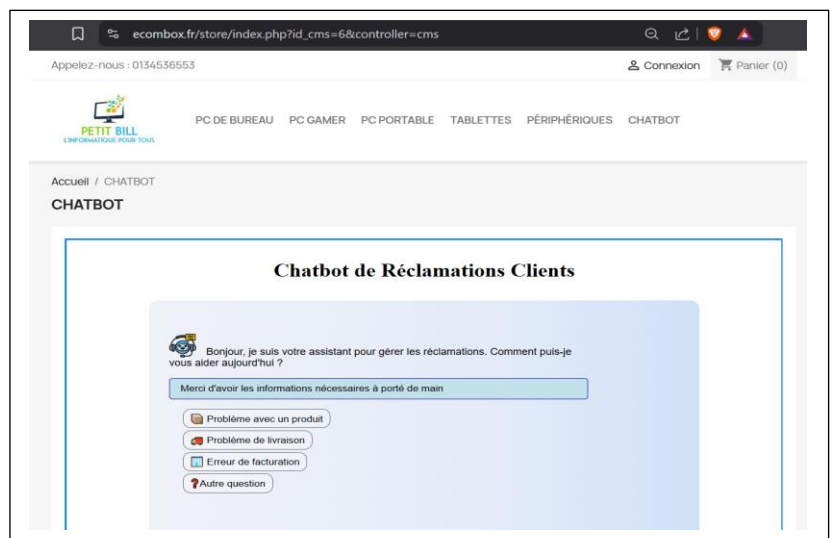 ecombox.fr/store/index.php?id_cms=6&controller=cms
Appelez-nous : 0134536553
Connexion
Panier (0)
PETIT BILL
L'INFORMATIQUE POUR TOUS
PC DE BUREAU PC GAMER PC PORTABLE TABLETTES PÉRIPHÉRIQUES CHATBOT
Accueil / CHATBOT
CHATBOT
Chatbot de Réclamations Clients
Bonjour, je suis votre assistant pour gérer les réclamations. Comment puis-je
vous aider aujourd'hui ?
Merci d'avoir les informations nécessaires à porté de main
Problème avec un produit
Problème de livraison
Erreur de facturation
?Autre question